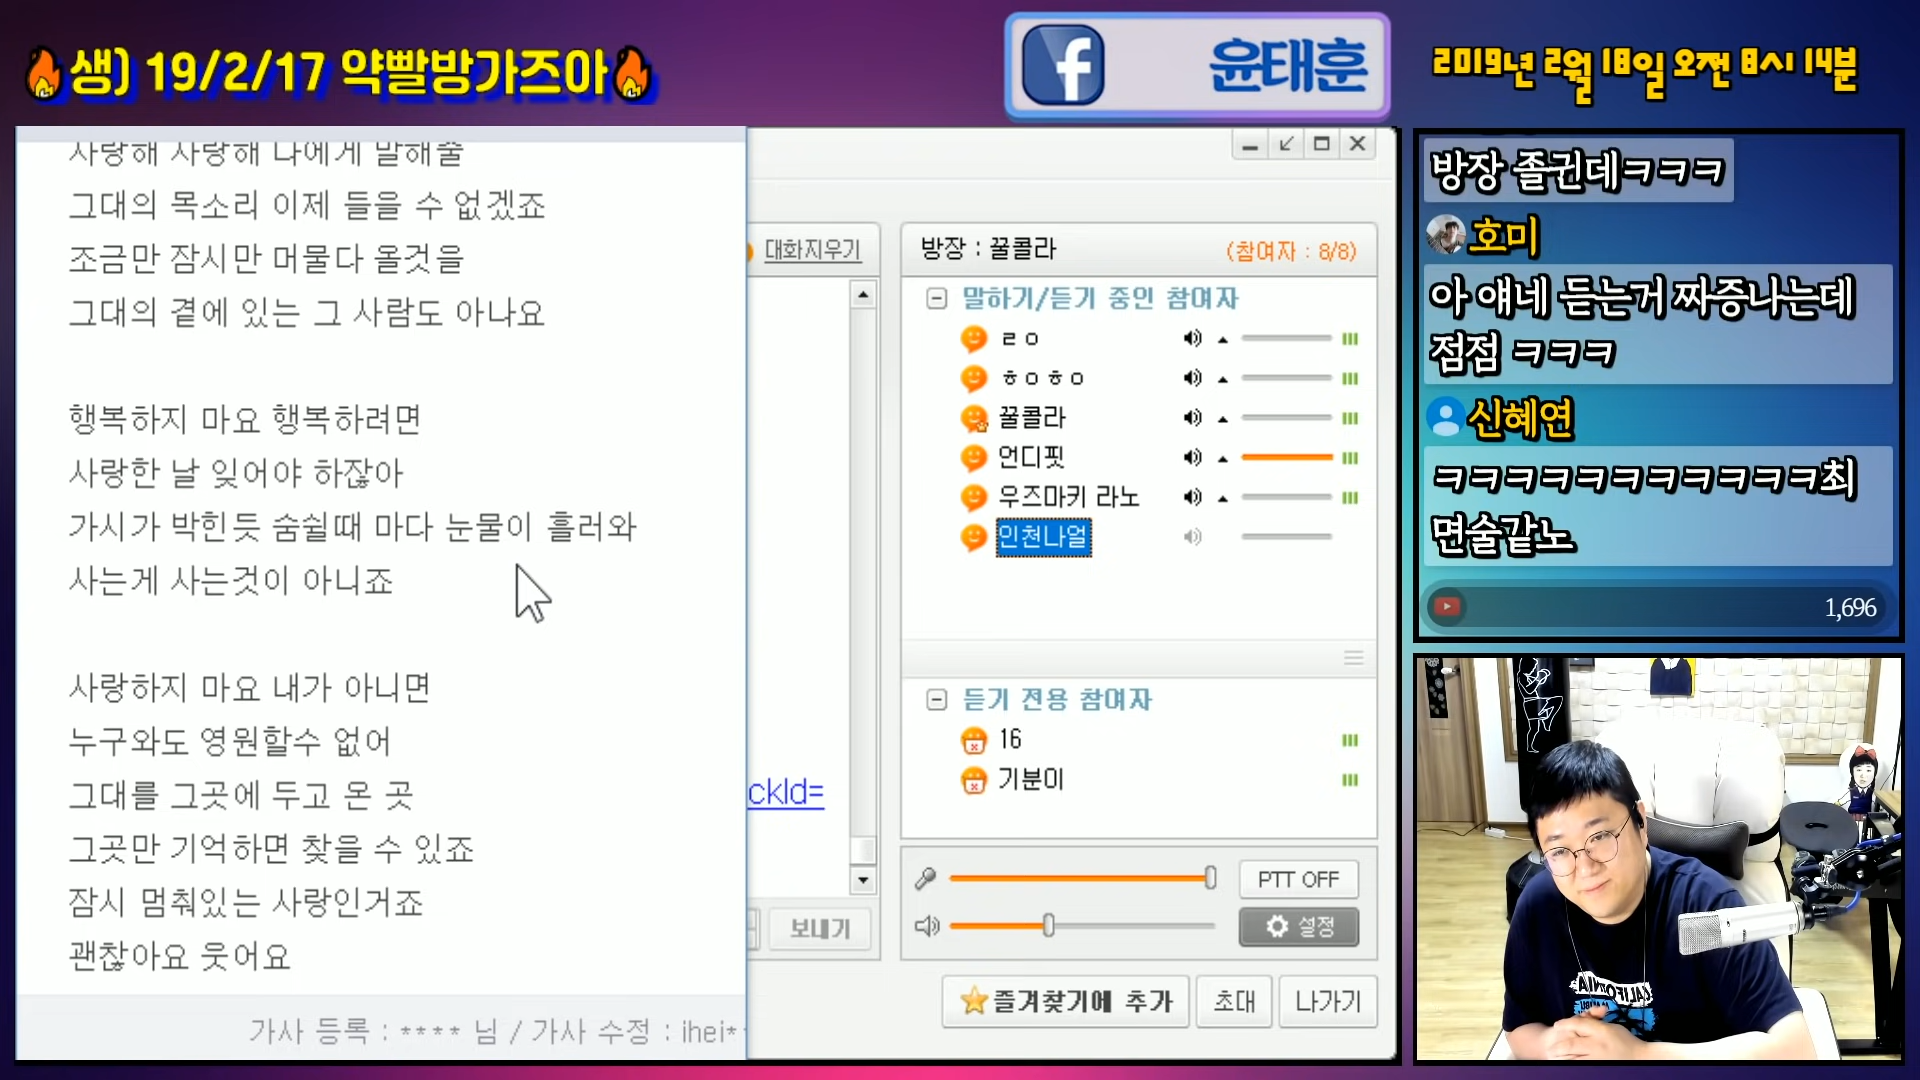 생) 19/2/17 약빨방가즈아
윤태훈
2019년 2월 18일 오전 8시 14분
사랑해 사랑해 나에게 말해줄
그대의 목소리 이제 들을 수 없겠죠
조금만 잠시만 머물다 올것을
그대의 곁에 있는 그 사람도 아나요
행복하지 마요 행복하려면
사랑한 날 잊어야 하잖아
가시가 박힌듯 숨쉴때 마다 눈물이 흘러와
사는게 사는것이 아니죠
사랑하지 마요 내가 아니면
누구와도 영원할수 없어
그대를 그곳에 두고 온 곳
그곳만 기억하면 찾을 수 있죠
잠시 멈춰있는 사랑인거죠
괜찮아요 웃어요
가사 등록 : **** 님 / 가사 수정 : ihei*
대화지우기
ckId=
보내기
방장 : 꿀콜라
(참여자 : 8/8)
말하기/듣기 중인 참여자
ㄹㅇ
ㅎㅇㅎㅇ
꿀콜라
언디핏
우즈마키 라노
인천나얼
듣기 전용 참여자
16
기분이
PTT OFF
설정
즐겨찾기에 추가
초대
나가기
방장 졸귄데ㅋㅋㅋ
호미
아 얘네 듣는거 짜증나는데
점점 ㅋㅋㅋ
신혜연
ㅋㅋㅋㅋㅋㅋㅋㅋㅋㅋㅋ최
면술같노
1,696
CALIFORNIA